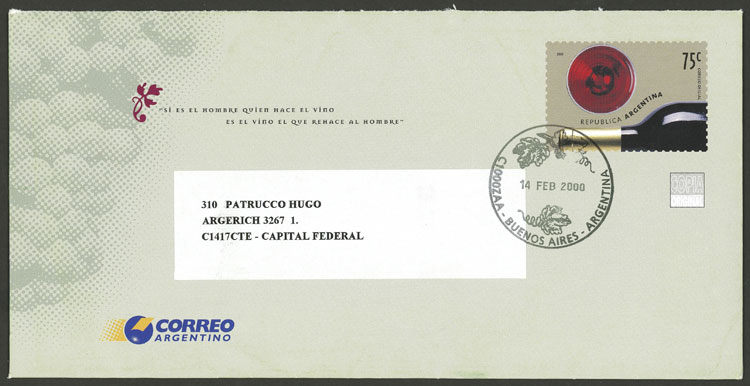 "SI ES EL HOMBRE QUIEN HACE EL VINO
ES EL VINO EL QUE REHACE AL HOMBRE"
75c
REPUBLICA ARGENTINA
14 FEB 2000
C1000ZAA - BUENOS AIRES - ARGENTINA
310 PATRUCCO HUGO
ARGERICH 3267 1.
C1417CTE - CAPITAL FEDERAL
CORREO
ARGENTINO